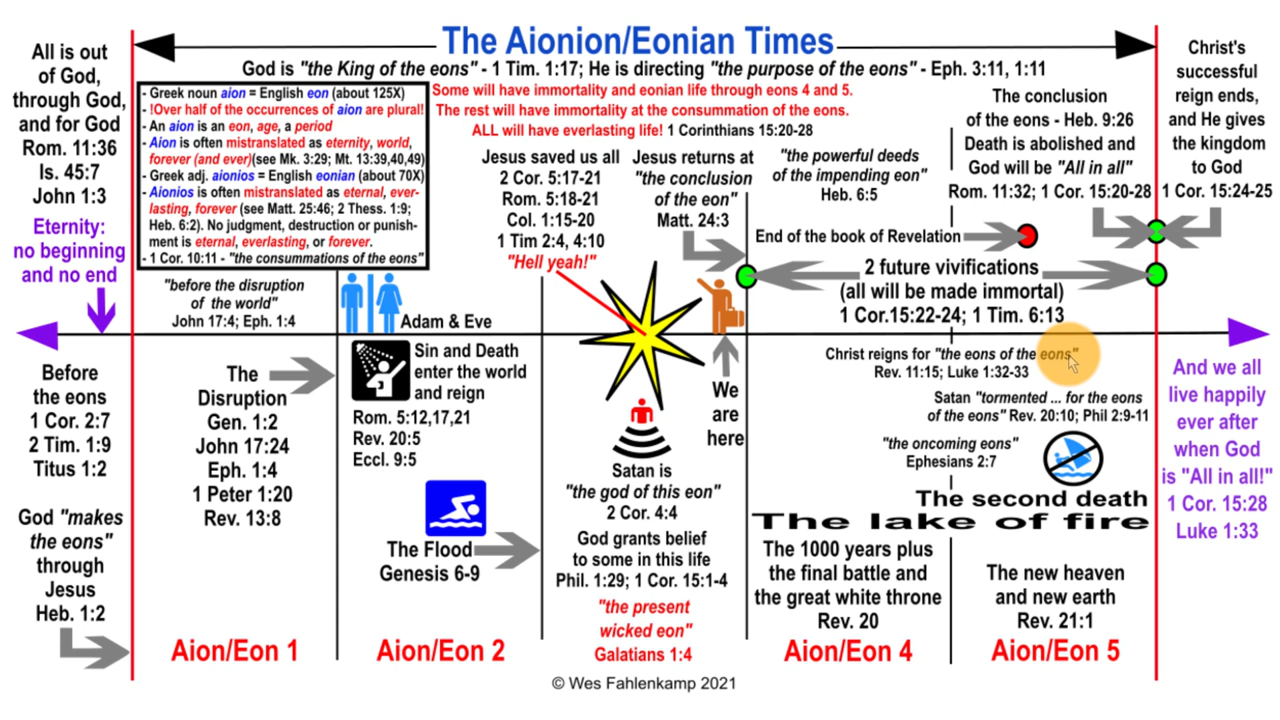 The Aionion/Eonian Times
God is "the King of the eons" - 1 Tim. 1:17; He is directing "the purpose of the eons" - Eph. 3:11, 1:11
All is out
of God,
through God,
and for God
Rom. 11:36
Is. 45:7
John 1:3
Eternity:
no beginning
and no end
Before
the eons
1 Cor. 2:7
2 Tim. 1:9
Titus 1:2
God "makes
the eons"
through
Jesus
Heb. 1:2
- Greek noun aion = English eon (about 125X)
- !Over half of the occurrences of aion are plural!
- An aion is an eon, age, a period
- Aion is often mistranslated as eternity, world,
forever (and ever)(see Mk. 3:29; Mt. 13:39,40,49)
- Greek adj. aionios = English eonian (about 70X)
- Aionios is often mistranslated as eternal, ever-
lasting, forever (see Matt. 25:46; 2 Thess. 1:9;
Heb. 6:2). No judgment, destruction or punish-
ment is eternal, everlasting, or forever.
- 1 Cor. 10:11 - "the consummations of the eons"
"before the disruption
of the world"
John 17:4; Eph. 1:4
The
Disruption
Gen. 1:2
John 17:24
Eph. 1:4
1 Peter 1:20
Rev. 13:8
Aion/Eon 1
Adam & Eve
Sin and Death
enter the world
and reign
Rom. 5:12,17,21
Rev. 20:5
Eccl. 9:5
The Flood
Genesis 6-9
Aion/Eon 2
Some will have immortality and eonian life through eons 4 and 5.
The rest will have immortality at the consummation of the eons.
ALL will have everlasting life! 1 Corinthians 15:20-28
Jesus saved us all
2 Cor. 5:17-21
Rom. 5:18-21
Col. 1:15-20
1 Tim 2:4, 4:10
"Hell yeah!"
Jesus returns at
"the conclusion
of the eon"
Matt. 24:3
We
are
here
Satan is
"the god of this eon"
2 Cor. 4:4
God grants belief
to some in this life
Phil. 1:29; 1 Cor. 15:1-4
"the present
wicked eon"
Galatians 1:4
"the powerful deeds
of the impending eon"
Heb. 6:5
The conclusion
of the eons - Heb. 9:26
Death is abolished and
God will be "All in all"
Rom. 11:32; 1 Cor. 15:20-28
End of the book of Revelation
2 future vivifications
(all will be made immortal)
1 Cor.15:22-24; 1 Tim. 6:13
Christ reigns for "the eons of the eons"
Rev. 11:15; Luke 1:32-33
Satan "tormented ... for the eons
of the eons" Rev. 20:10; Phil 2:9-11
"the oncoming eons"
Ephesians 2:7
The second death
The lake of fire
The 1000 years plus
the final battle and
the great white throne
Rev. 20
Aion/Eon 4
The new heaven
and new earth
Rev. 21:1
Aion/Eon 5
Christ's
successful
reign ends,
and He gives
the kingdom
to God
1 Cor. 15:24-25
And we all
live happily
ever after
when God
is "All in all!"
1 Cor. 15:28
Luke 1:33
© Wes Fahlenkamp 2021